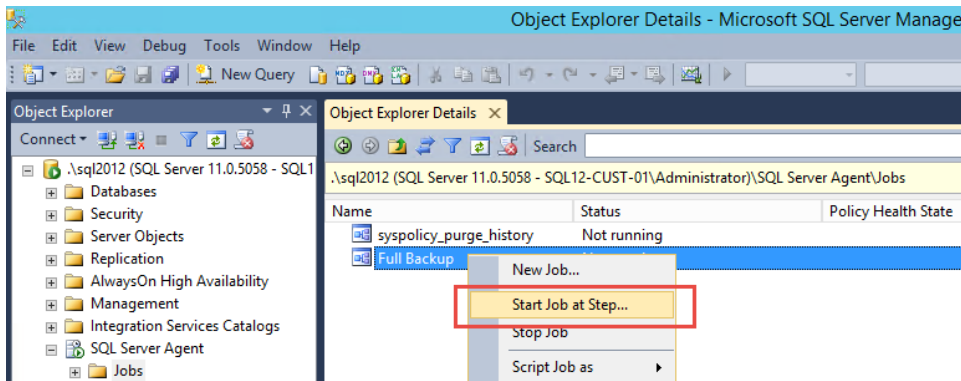 Object Explorer Details - Microsoft SQL Server Manage
File Edit View Debug Tools Window Help
New Query
Object Explorer
Object Explorer Details
Connect
Search
.\sql2012 (SQL Server 11.0.5058 - SQL1
.\sql2012 (SQL Server 11.0.5058 - SQL12-CUST-01\Administrator)\SQL Server Agent\Jobs
Databases
Security
Server Objects
Replication
AlwaysOn High Availability
Management
Integration Services Catalogs
SQL Server Agent
Jobs
Name Status Policy Health State
syspolicy_purge_history Not running
Full Backup
New Job...
Start Job at Step...
Stop Job
Script Job as